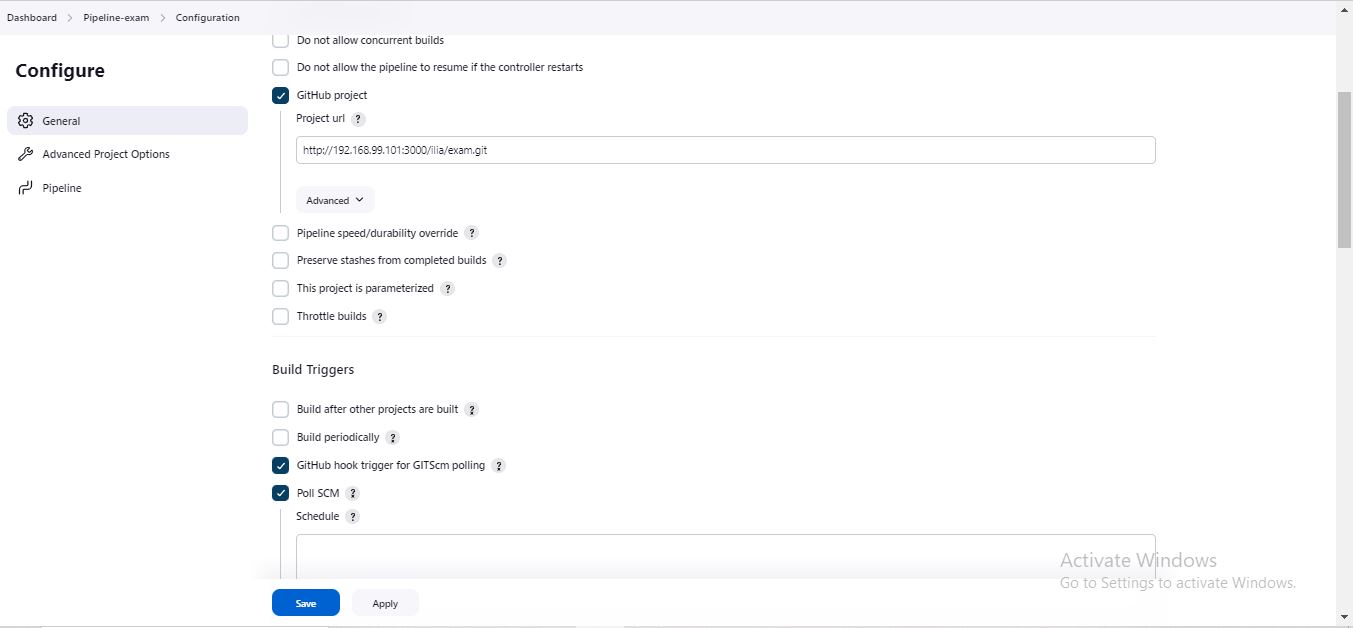 Dashboard > Pipeline-exam > Configuration
Configure
General
Advanced Project Options
Pipeline
Do not allow concurrent builds
Do not allow the pipeline to resume if the controller restarts
GitHub project
Project url ?
http://192.168.99.101:3000/ilia/exam.git
Advanced
Pipeline speed/durability override ?
Preserve stashes from completed builds ?
This project is parameterized ?
Throttle builds ?
Build Triggers
Build after other projects are built ?
Build periodically ?
GitHub hook trigger for GITScm polling ?
Poll SCM ?
Schedule ?
Save
Apply
Activate Windows
Go to Settings to activate Windows.